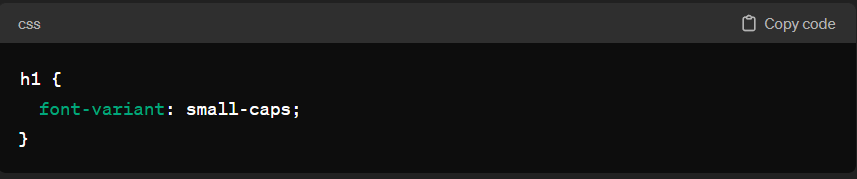 css
Copy code
h1 {
  font-variant: small-caps;
}